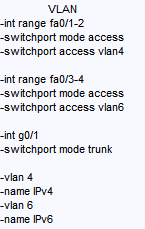 VLAN
-int range fa0/1-2
-switchport mode access
-switchport access vlan4
-int range fa0/3-4
-switchport mode access
-switchport access vlan6
-int g0/1
-switchport mode trunk
-vlan 4
-name IPv4
-vlan 6
-name IPv6